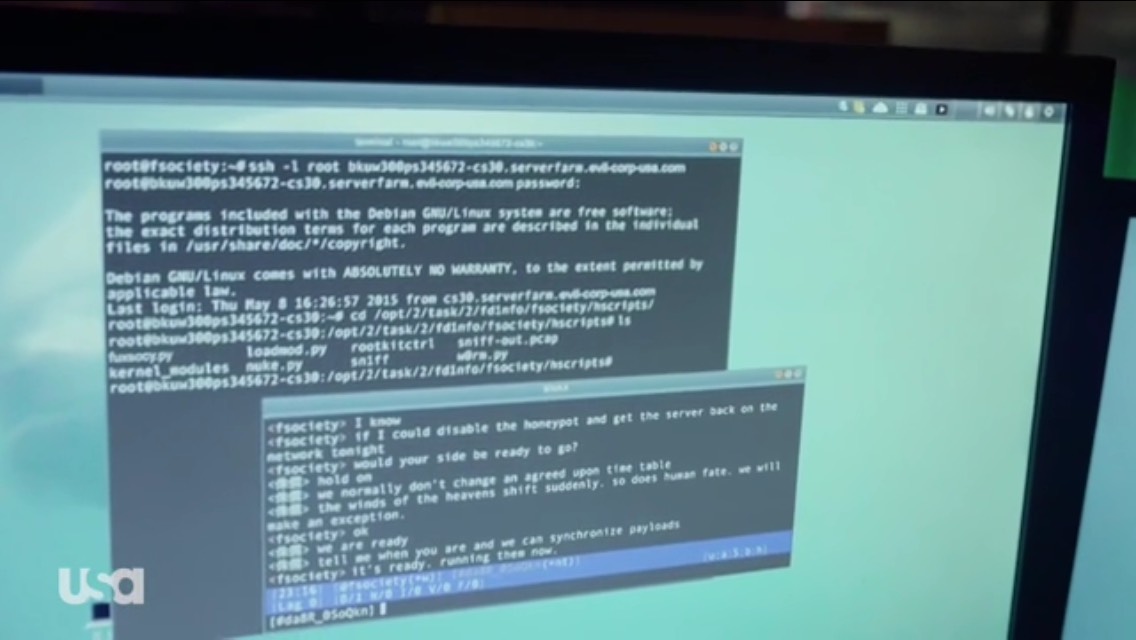 root@fsociety:~# ssh -l root bkuw300ps345672-cs30.serverfarm.evil-corp-usa.com
root@bkuw300ps345672-cs30.serverfarm.evil-corp-usa.com password:
The programs included with the Debian GNU/Linux system are free software;
the exact distribution terms for each program are described in the individual
files in /usr/share/doc/*/copyright.
Debian GNU/Linux comes with ABSOLUTELY NO WARRANTY, to the extent permitted by
applicable law.
Last login: Thu May 8 16:26:57 2015 from cs30.serverfarm.evil-corp-usa.com
root@bkuw300ps345672-cs30:~# cd /opt/2/task/2/fdinfo/fsociety/hscripts/
root@bkuw300ps345672-cs30:/opt/2/task/2/fdinfo/fsociety/hscripts# ls
fuxsocy.py loadmod.py rootkitctrl sniff-out.pcap
kernel_modules nuke.py sn1ff w0rm.py
root@bkuw300ps345672-cs30:/opt/2/task/2/fdinfo/fsociety/hscripts#
<fsociety> I know
<fsociety> if I could disable the honeypot and get the server back on the
network tonight
<fsociety> would your side be ready to go?
hold on
we normally don't change an agreed upon time table
the winds of the heavens shift suddenly. so does human fate. we will
make an exception.
<fsociety> ok
we are ready
tell me when you are and we can synchronize payloads
<fsociety> it's ready. running them now.
[23:16]
[#daBR_0SoQkn]
usa